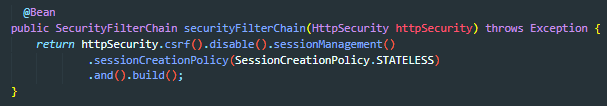 @Bean
public SecurityFilterChain securityFilterChain(HttpSecurity httpSecurity) throws Exception {
return httpSecurity.csrf().disable().sessionManagement()
.sessionCreationPolicy(SessionCreationPolicy.STATELESS)
.and().build();
}